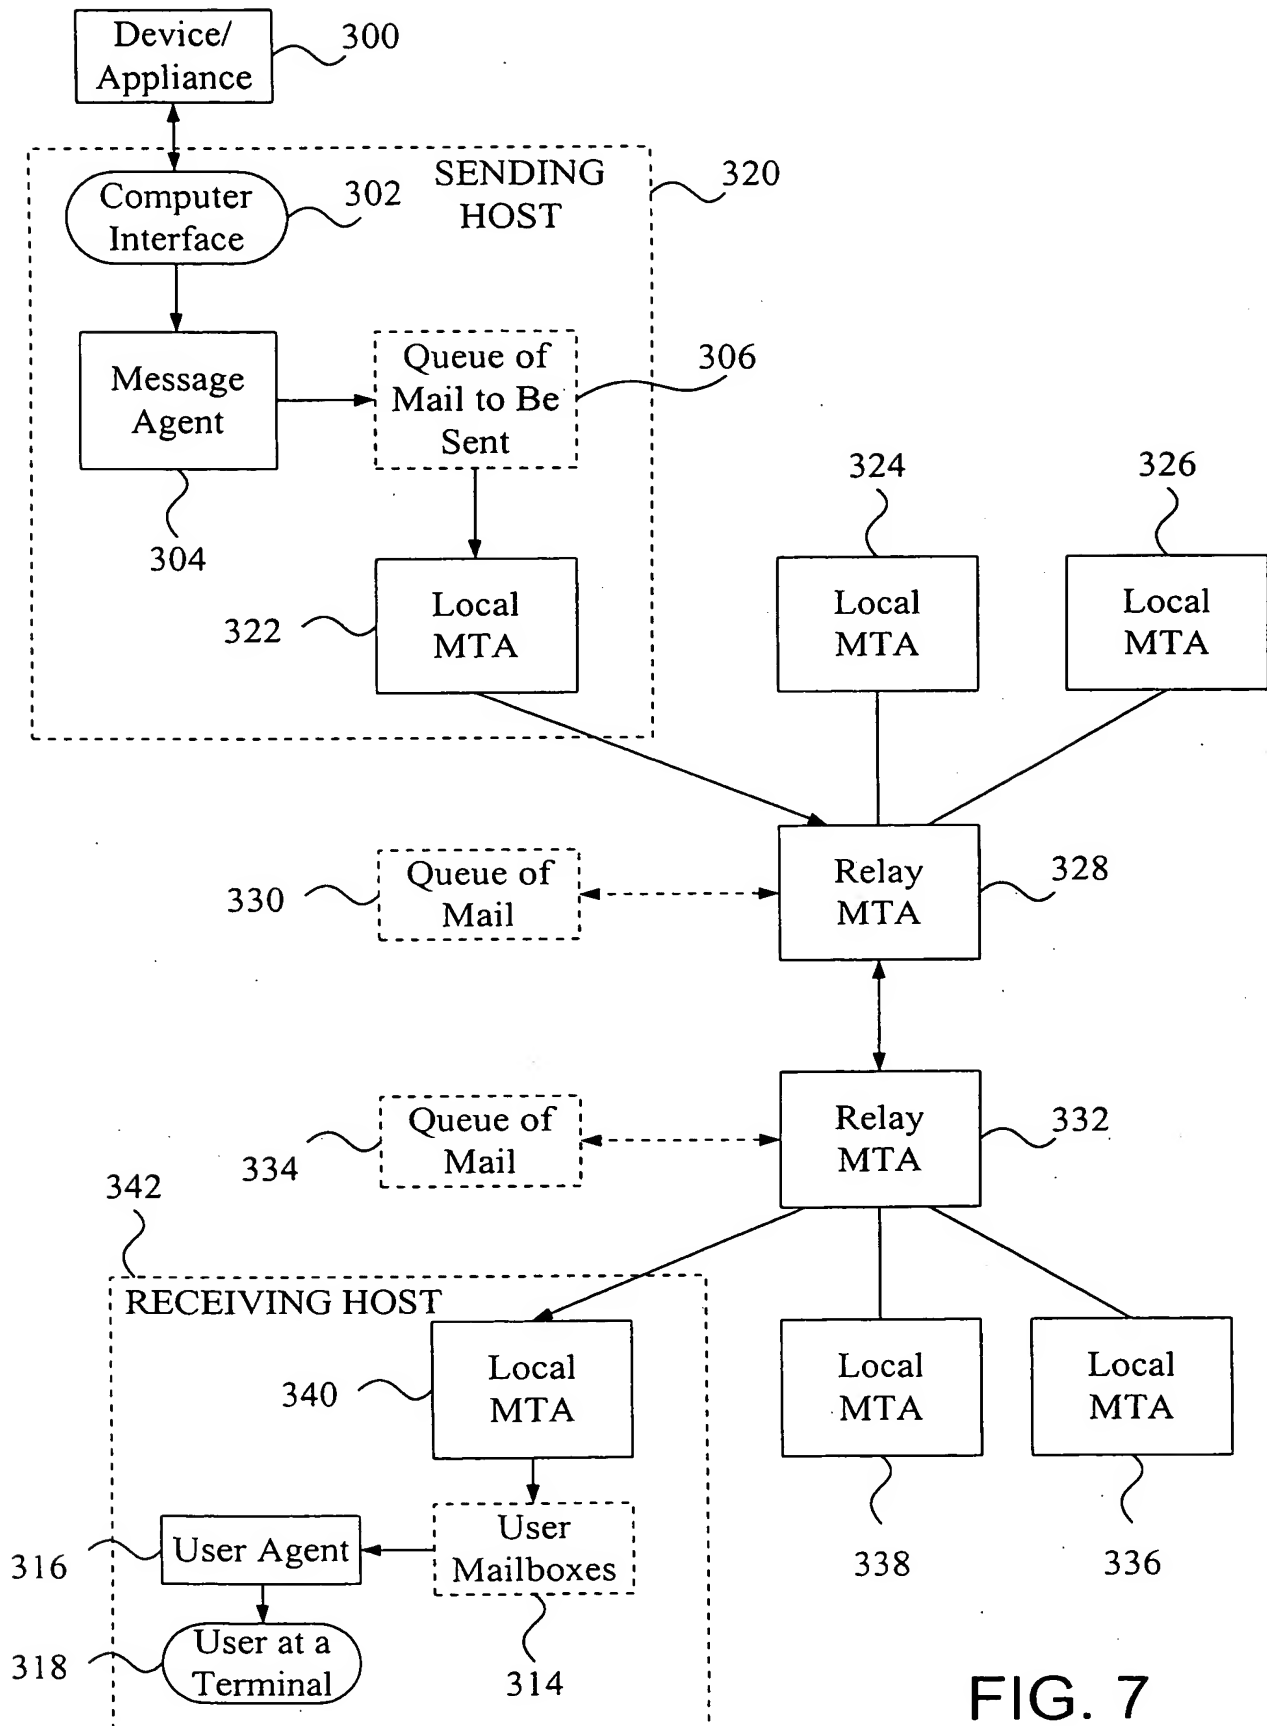 Device/
Appliance
300
SENDING
HOST
320
Computer
Interface
302
Message
Agent
304
Queue of
Mail to Be
Sent
306
322
Local
MTA
324
Local
MTA
326
Local
MTA
330
Queue of
Mail
Relay
MTA
328
334
Queue of
Mail
Relay
MTA
332
342
RECEIVING HOST
340
Local
MTA
Local
MTA
338
Local
MTA
336
316
User Agent
User
Mailboxes
314
318
User at a
Terminal
FIG. 7